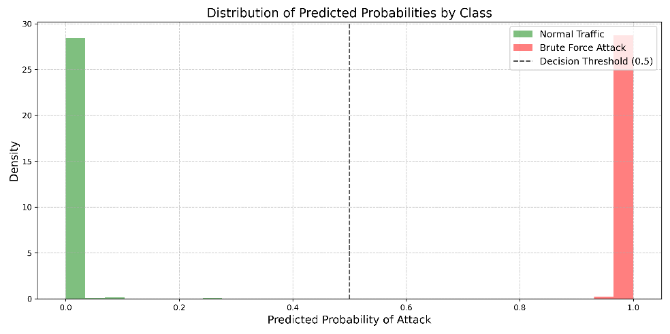 Distribution of Predicted Probabilities by Class
Normal Traffic
Brute Force Attack
Decision Threshold (0.5)
Density
30
25
20
15
10
5
0
0.0 0.2 0.4 0.6 0.8 1.0
Predicted Probability of Attack